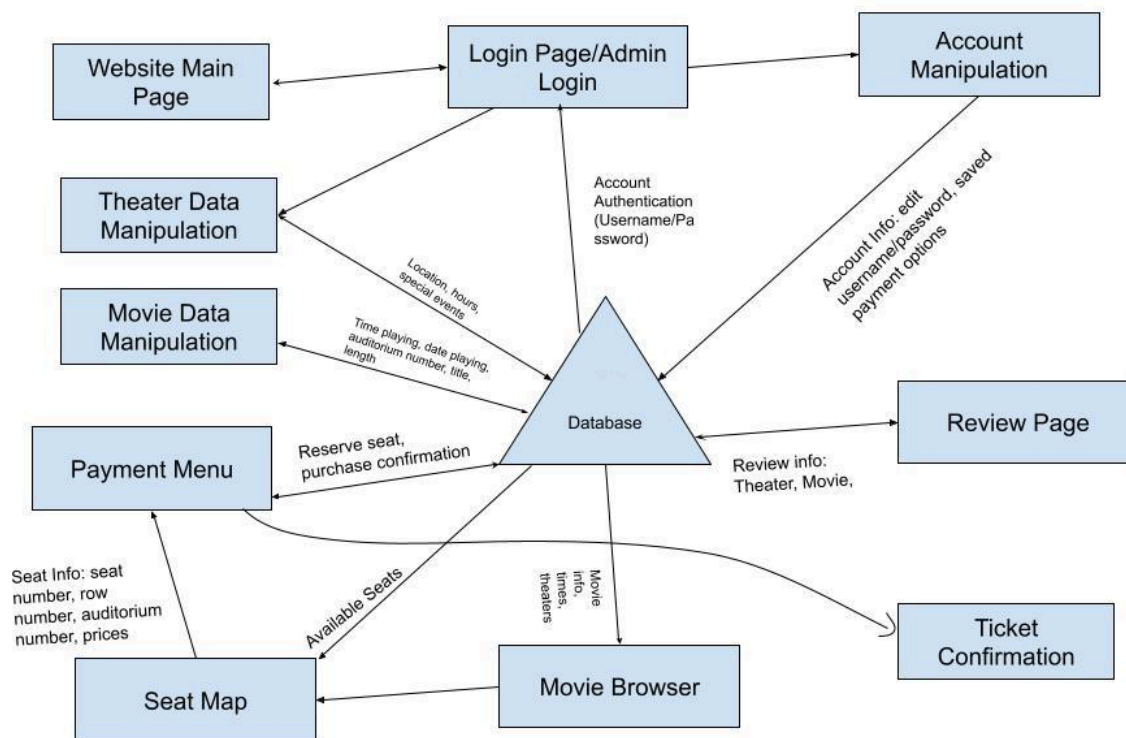 Website Main
Page
Login Page/Admin
Login
Account
Manipulation
Theater Data
Manipulation
Account
Authentication
(Username/Pa
ssword)
Account Info: edit
username/password, saved
payment options
Location, hours,
special events
Movie Data
Manipulation
Time playing, date playing,
auditorium number, title,
length
Database
Review Page
Review info:
Theater, Movie,
Payment Menu
Reserve seat,
purchase confirmation
Seat Info: seat
number, row
number, auditorium
number, prices
Available Seats
Movie
info,
times,
theaters
Ticket
Confirmation
Seat Map
Movie Browser